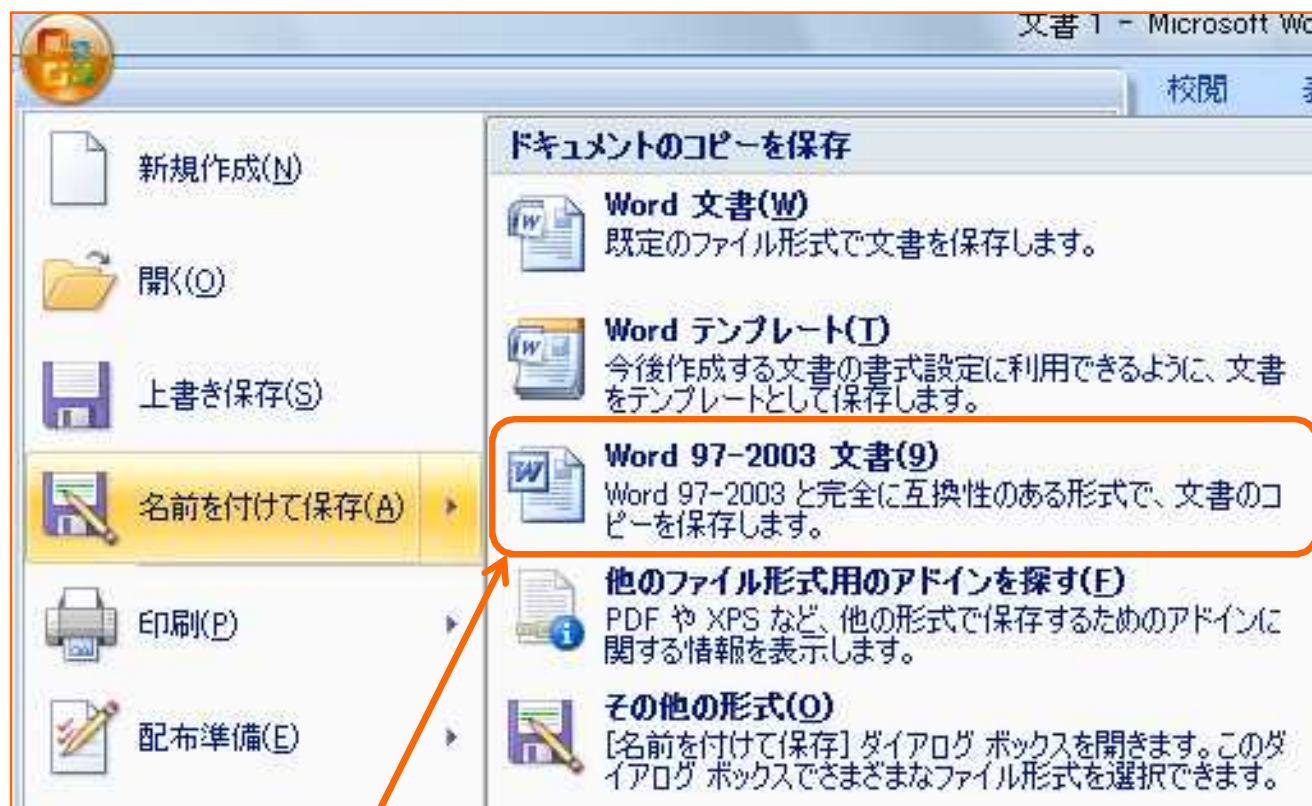 文書 1 - Microsoft Wo
校閲
新規作成(N)
開く(O)
上書き保存(S)
名前を付けて保存(A)
印刷(P)
配布準備(E)
ドキュメントのコピーを保存
Word 文書(W)
既定のファイル形式で文書を保存します。
Word テンプレート(T)
今後作成する文書の書式設定に利用できるように、文書
をテンプレートとして保存します。
Word 97-2003 文書(9)
Word 97-2003 と完全に互換性のある形式で、文書のコ
ピーを保存します。
他のファイル形式用のアドインを探す(F)
PDF や XPS など、他の形式で保存するためのアドインに
関する情報を表示します。
その他の形式(O)
[名前を付けて保存] ダイアログ ボックスを開きます。このダ
イアログ ボックスでさまざまなファイル形式を選択できます。